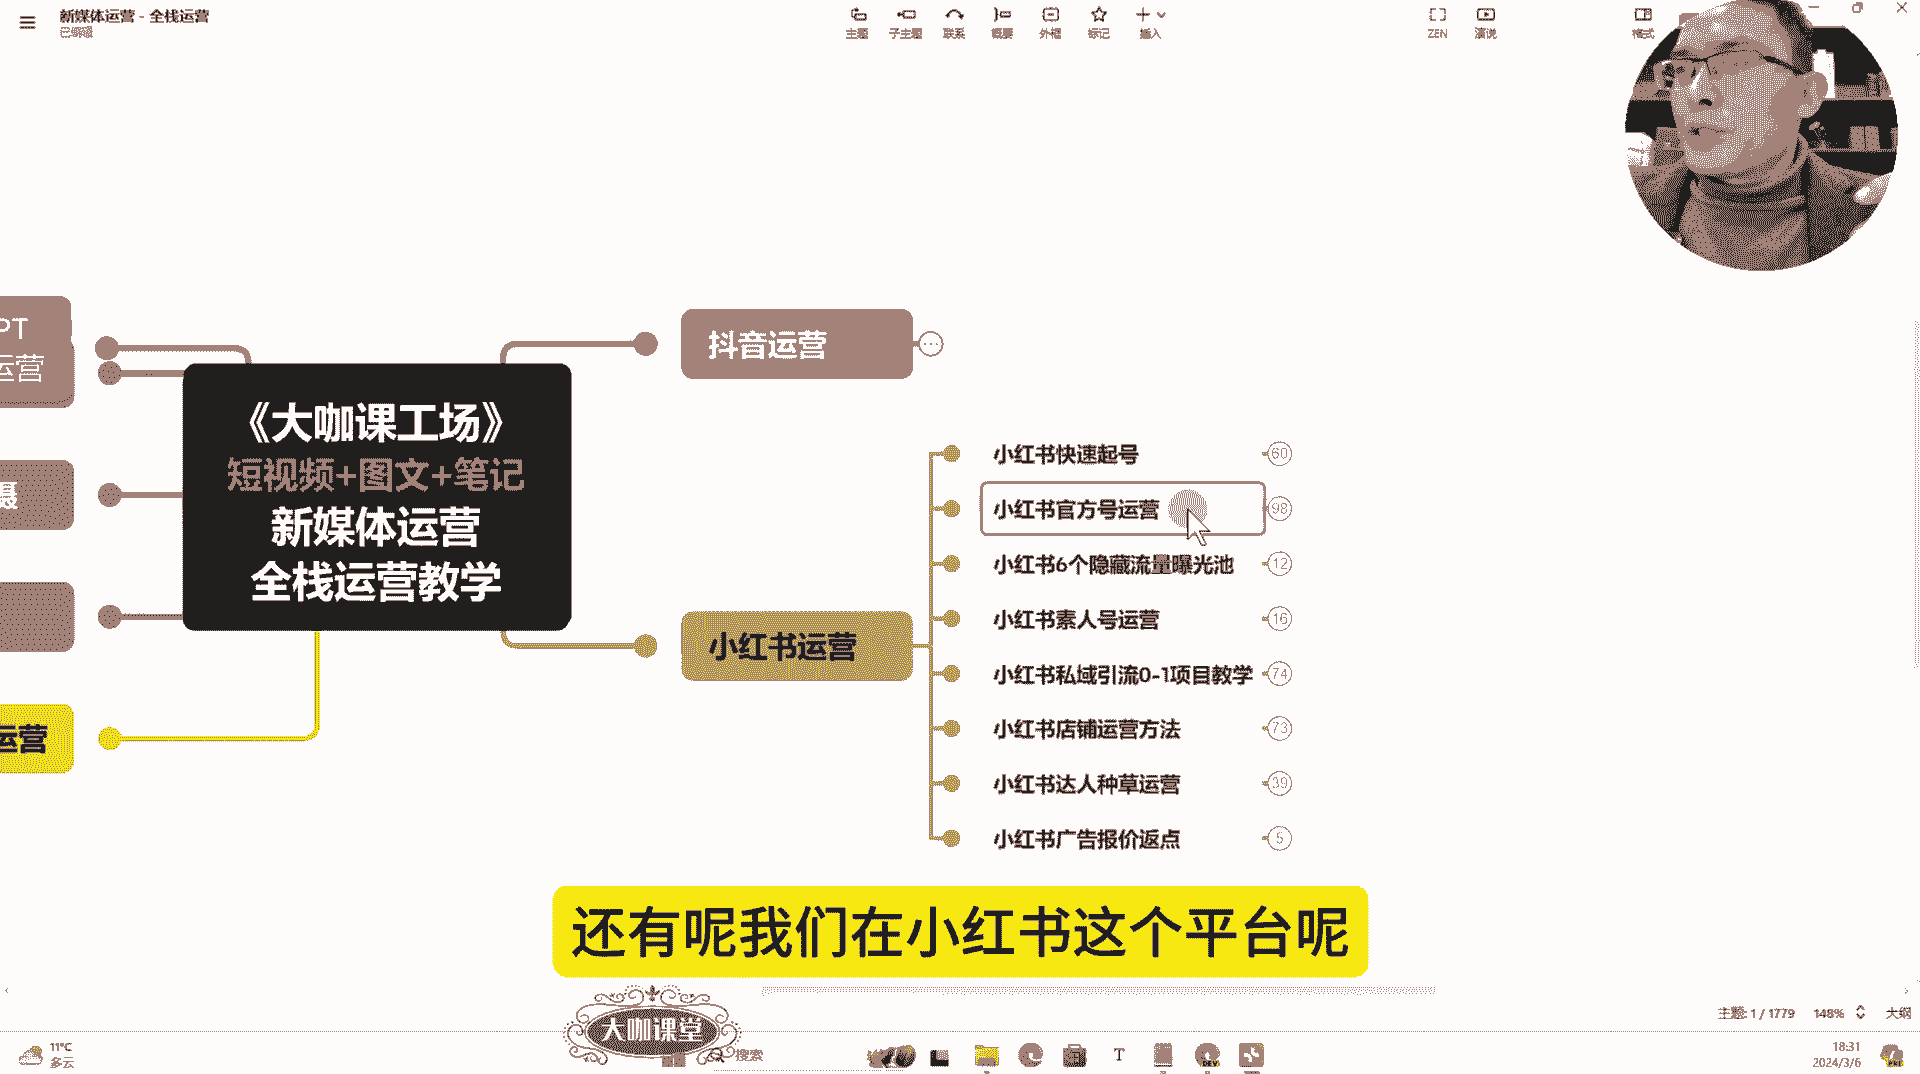 新媒体运营 - 全栈运营
已编辑
主题
子主题
联系
概要
外框
标记
插入
ZEN
演说
格式
PT
运营
摄
运营
《大咖课工场》
短视频+图文+笔记
新媒体运营
全栈运营教学
抖音运营
小红书运营
小红书快速起号
60
小红书官方号运营
98
小红书6个隐藏流量曝光池
12
小红书素人号运营
16
小红书私域引流0-1项目教学
74
小红书店铺运营方法
73
小红书达人种草运营
39
小红书广告报价返点
5
还有呢我们在小红书这个平台呢
大咖课堂
主题: 1 / 1779
148%
大纲
11°C
多云
搜索
T
DEV
18:31
2024/3/6